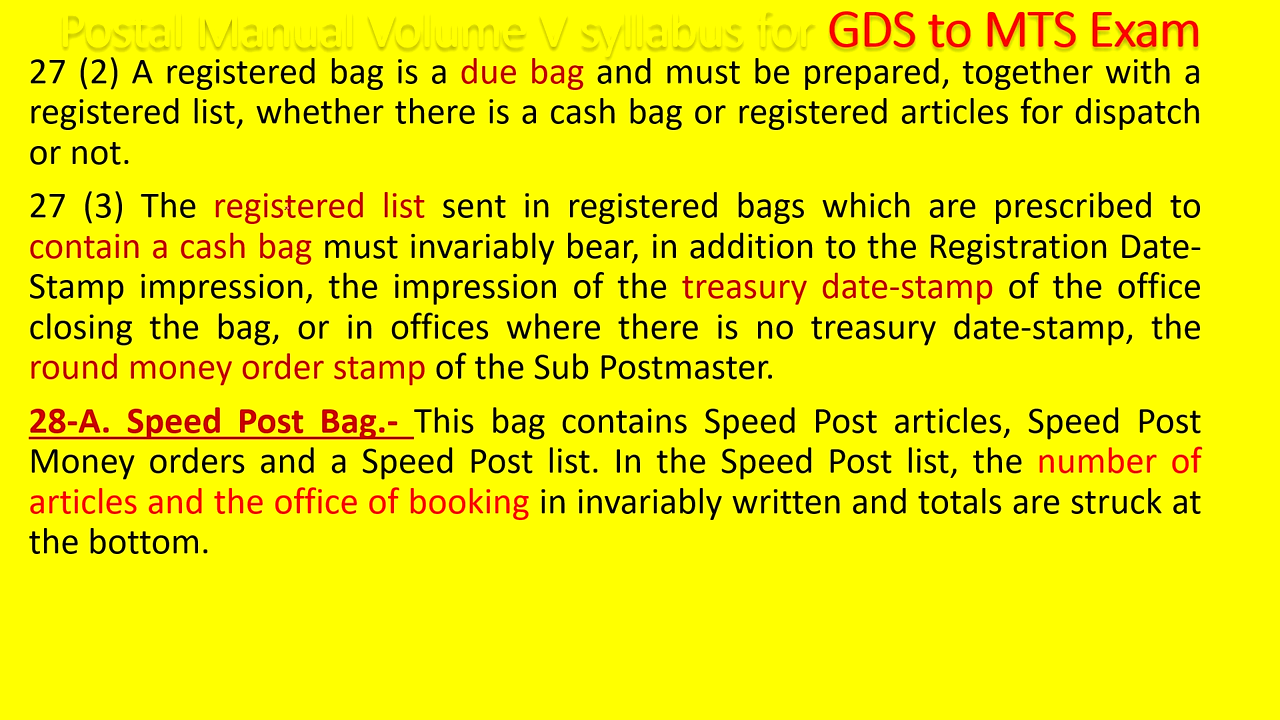 Postal Manual Volume V syllabus for GDS to MTS Exam
27 (2) A registered bag is a due bag and must be prepared, together with a
registered list, whether there is a cash bag or registered articles for dispatch
or not.
27 (3) The registered list sent in registered bags which are prescribed to
contain a cash bag must invariably bear, in addition to the Registration Date-
Stamp impression, the impression of the treasury date-stamp of the office
closing the bag, or in offices where there is no treasury date-stamp, the
round money order stamp of the Sub Postmaster.
28-A. Speed Post Bag.- This bag contains Speed Post articles, Speed Post
Money orders and a Speed Post list. In the Speed Post list, the number of
articles and the office of booking in invariably written and totals are struck at
the bottom.